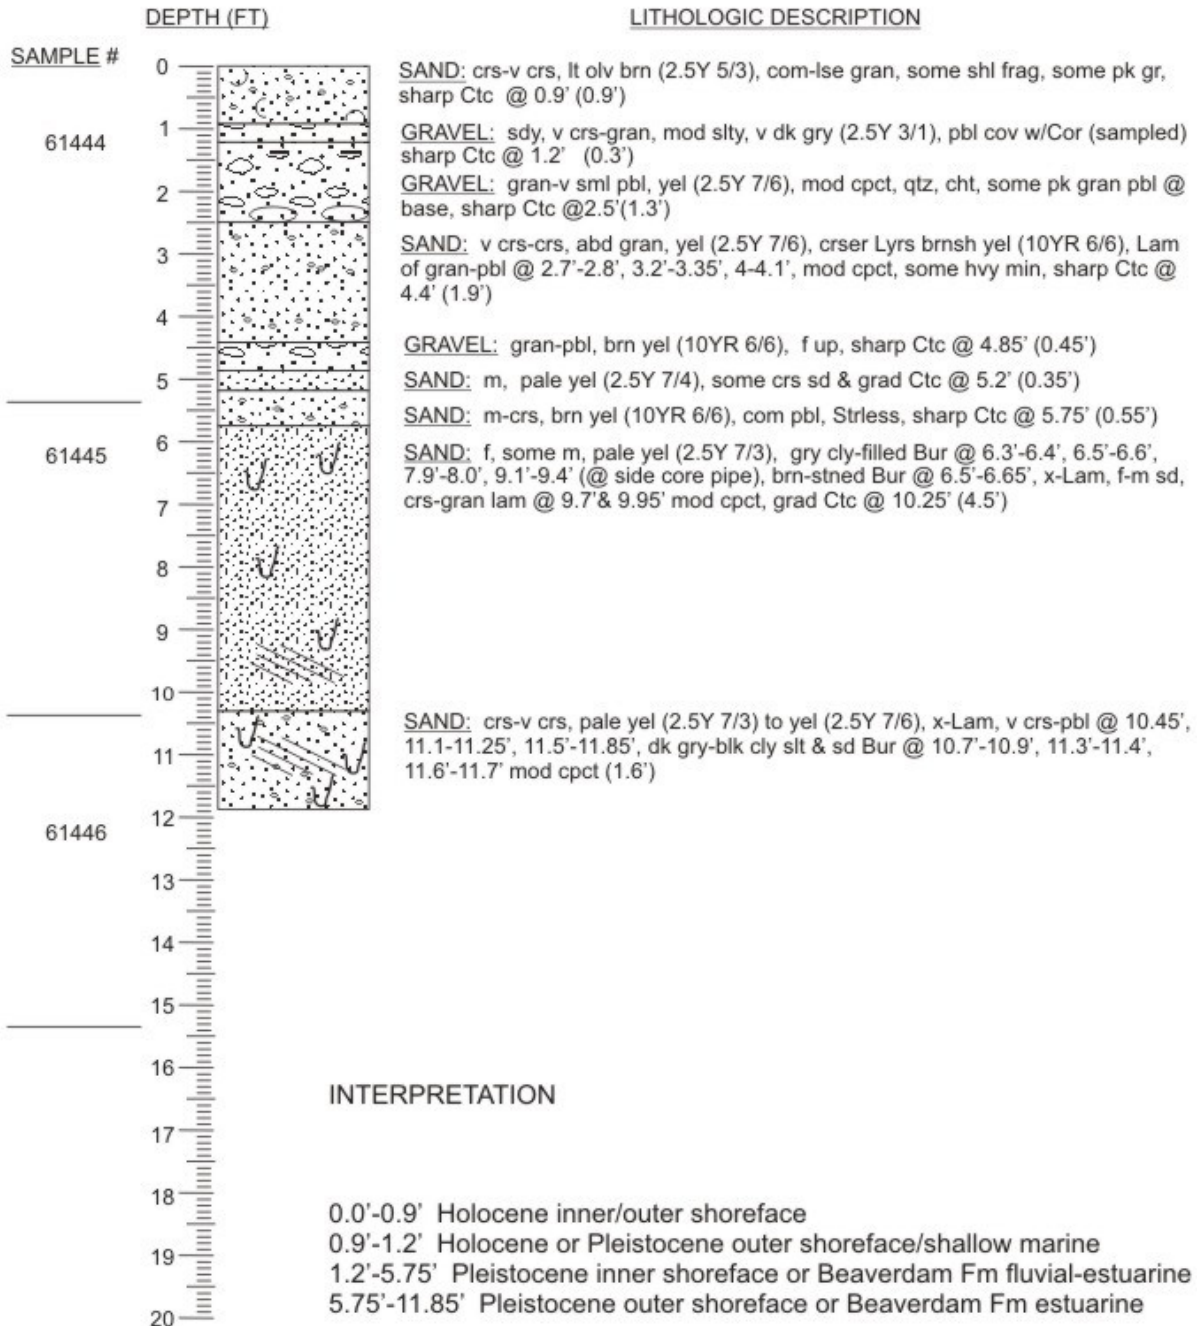 DEPTH (FT)
LITHOLOGIC DESCRIPTION
SAMPLE #
0
SAND: crs-v crs, lt olv brn (2.5Y 5/3), com-lse gran, some shl frag, some pk gr,
sharp Ctc @ 0.9' (0.9')
1
61444
GRAVEL: sdy, v crs-gran, mod slty, v dk gry (2.5Y 3/1), pbl cov w/Cor (sampled)
sharp Ctc @ 1.2' (0.3')
GRAVEL: gran-v sml pbl, yel (2.5Y 7/6), mod cpct, qtz, cht, some pk gran pbl @
base, sharp Ctc @2.5'(1.3')
2
3
SAND: v crs-crs, abd gran, yel (2.5Y 7/6), crser Lyrs brnsh yel (10YR 6/6), Lam
of gran-pbl @ 2.7'-2.8', 3.2'-3.35', 4-4.1', mod cpct, some hvy min, sharp Ctc @
4.4' (1.9')
4
GRAVEL: gran-pbl, brn yel (10YR 6/6), f up, sharp Ctc @ 4.85' (0.45')
5
SAND: m, pale yel (2.5Y 7/4), some crs sd & grad Ctc @ 5.2' (0.35')
SAND: m-crs, brn yel (10YR 6/6), com pbl, Strless, sharp Ctc @ 5.75' (0.55')
6
61445
SAND: f, some m, pale yel (2.5Y 7/3), gry cly-filled Bur @ 6.3'-6.4', 6.5'-6.6',
7.9'-8.0', 9.1'-9.4' (@ side core pipe), brn-stned Bur @ 6.5'-6.65', x-Lam, f-m sd,
crs-gran lam @ 9.7'& 9.95' mod cpct, grad Ctc @ 10.25' (4.5')
7
8
9
10
SAND: crs-v crs, pale yel (2.5Y 7/3) to yel (2.5Y 7/6), x-Lam, v crs-pbl @ 10.45',
11.1-11.25', 11.5'-11.85', dk gry-blk cly slt & sd Bur @ 10.7'-10.9', 11.3'-11.4',
11.6'-11.7' mod cpct (1.6')
11
12
61446
13
14
15
16
INTERPRETATION
17
18
0.0'-0.9' Holocene inner/outer shoreface
0.9'-1.2' Holocene or Pleistocene outer shoreface/shallow marine
19
1.2'-5.75' Pleistocene inner shoreface or Beaverdam Fm fluvial-estuarine
5.75'-11.85' Pleistocene outer shoreface or Beaverdam Fm estuarine
20